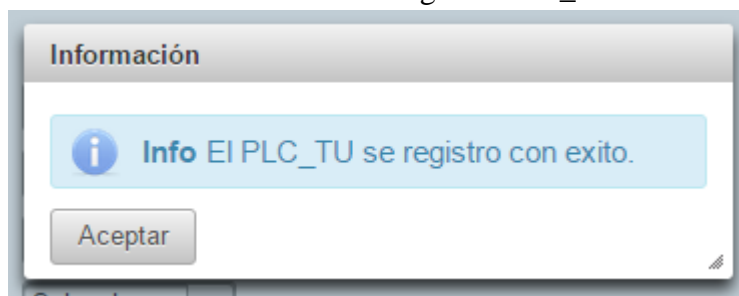 Información
Info El PLC_TU se registro con exito.
Aceptar